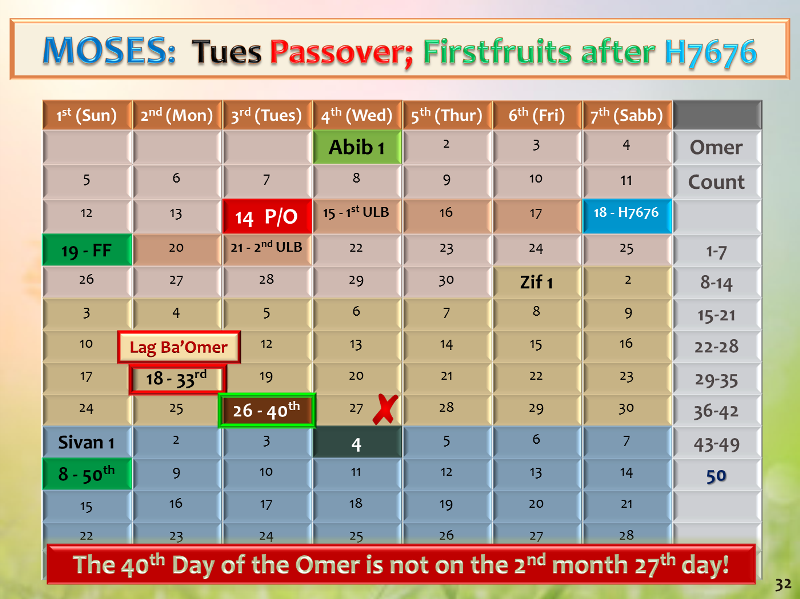 MOSES: Tues Passover; Firstfruits after H7676
1st (Sun) 2nd (Mon) 3rd (Tues) 4th (Wed) 5th (Thur) 6th (Fri) 7th (Sabb)
Abib 1 2 3 4 Omer
5 6 7 8 9 10 11 Count
12 13 14 P/O 15 - 1st ULB 16 17 18 - H7676
19 - FF 20 21 - 2nd ULB 22 23 24 25 1-7
26 27 28 29 30 Zif 1 2 8-14
3 4 5 6 7 8 9 15-21
10 Lag Ba'Omer 12 13 14 15 16 22-28
17 18 - 33rd 19 20 21 22 23 29-35
24 25 26 - 40th 27 ✗ 28 29 30 36-42
Sivan 1 2 3 4 5 6 7 43-49
8 - 50th 9 10 11 12 13 14 50
15 16 17 18 19 20 21
22 23 24 25 26 27 28
The 40th Day of the Omer is not on the 2nd month 27th day!
32